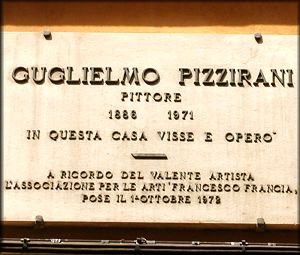 GUGLIELMO PIZZIRANI
PITTORE
1886 1971
IN QUESTA CASA VISSE E OPERO'
A RICORDO DEL VALENTE ARTISTA
L'ASSOCIAZIONE PER LE ARTI "FRANCESCO FRANCIA"
POSE IL 1° OTTOBRE 1972